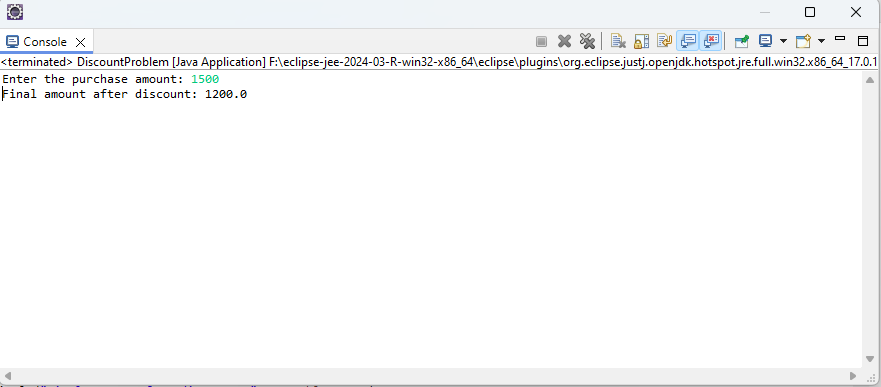 Console
<terminated> DiscountProblem [Java Application] F:\eclipse-jee-2024-03-R-win32-x86_64\eclipse\plugins\org.eclipse.justj.openjdk.hotspot.jre.full.win32.x86_64_17.0.1
Enter the purchase amount: 1500
Final amount after discount: 1200.0